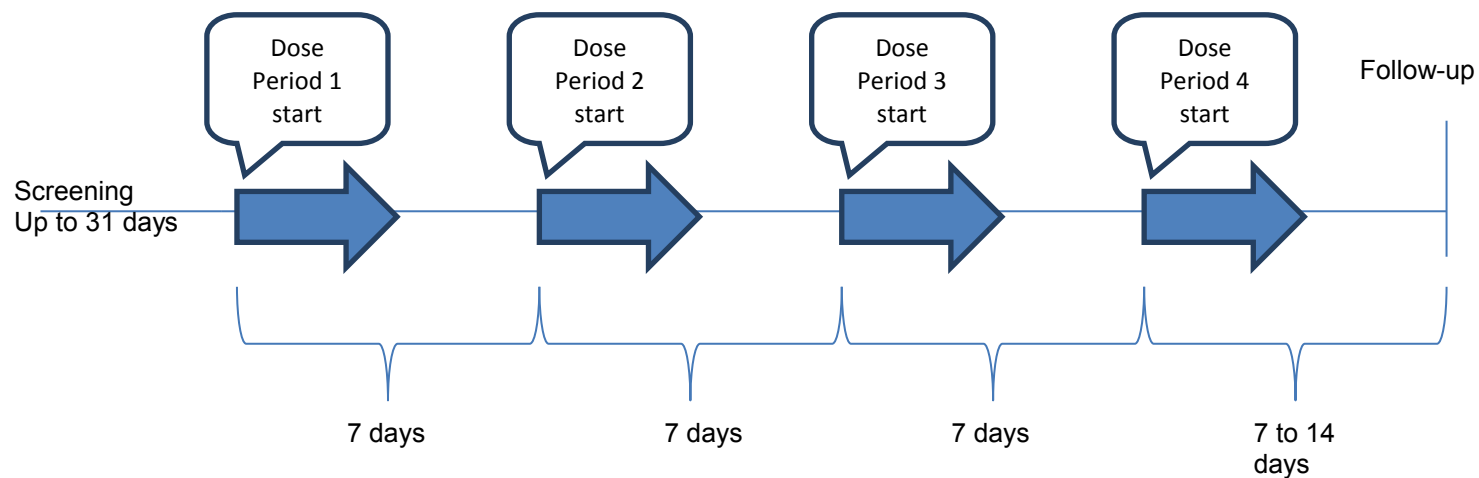 Dose
Period 1
start
Dose
Period 2
start
Dose
Period 3
start
Dose
Period 4
start
Follow-up
Screening
Up to 31 days
7 days
7 days
7 days
7 to 14
days